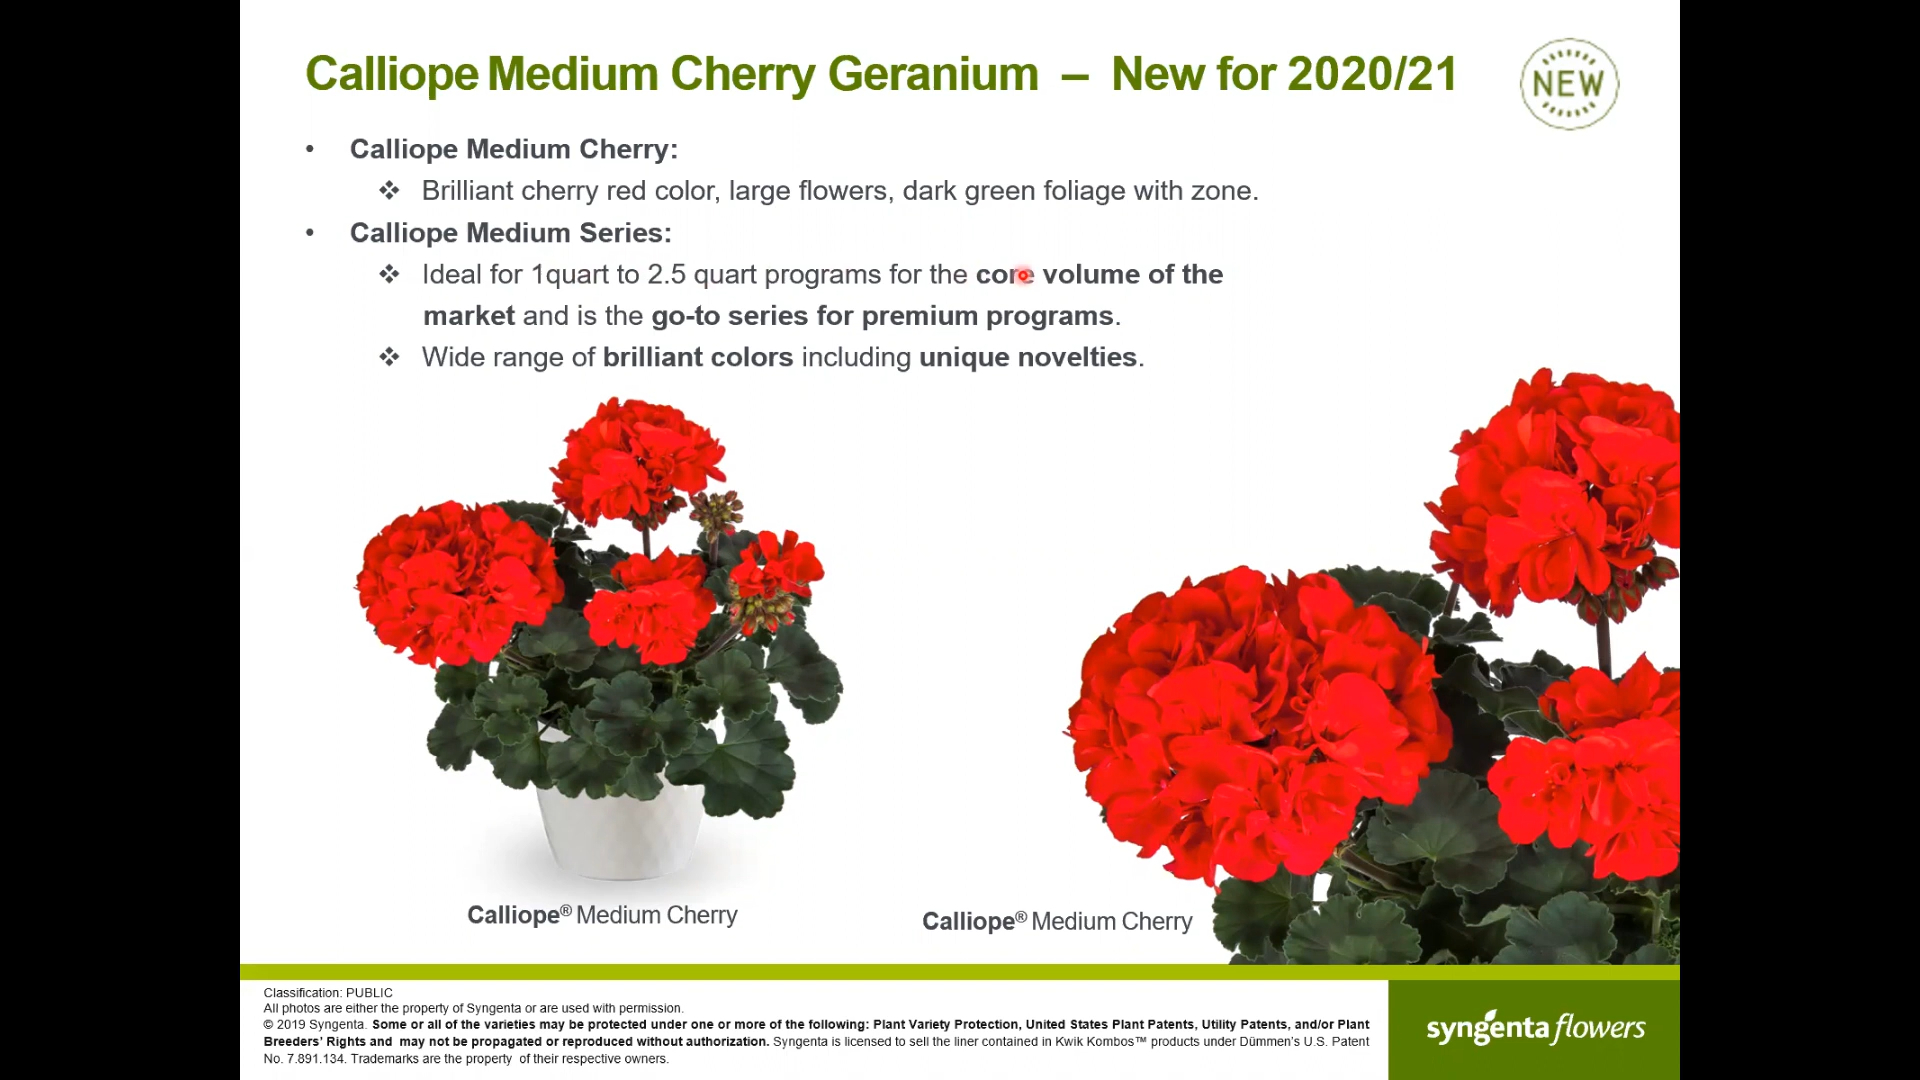 Calliope Medium Cherry Geranium – New for 2020/21
NEW
• Calliope Medium Cherry:
❖ Brilliant cherry red color, large flowers, dark green foliage with zone.
• Calliope Medium Series:
❖ Ideal for 1quart to 2.5 quart programs for the core volume of the
market and is the go-to series for premium programs.
❖ Wide range of brilliant colors including unique novelties.
Calliope® Medium Cherry
Calliope® Medium Cherry
Classification: PUBLIC
All photos are either the property of Syngenta or are used with permission.
© 2019 Syngenta. Some or all of the varieties may be protected under one or more of the following: Plant Variety Protection, United States Plant Patents, Utility Patents, and/or Plant
Breeders’ Rights and may not be propagated or reproduced without authorization. Syngenta is licensed to sell the liner contained in Kwik Kombos™ products under Dümmen’s U.S. Patent
No. 7.891.134. Trademarks are the property of their respective owners.
syngenta flowers